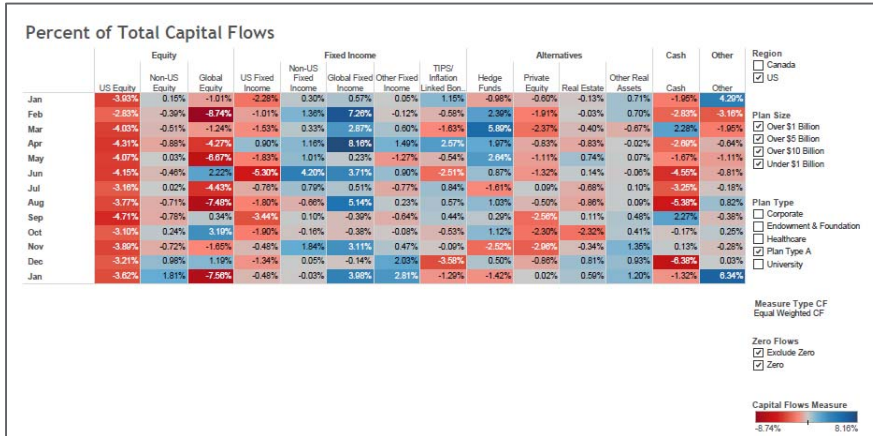 Percent of Total Capital Flows
Equity Fixed Income Alternatives Cash Other
US Equity Non-US Equity Global Equity US Fixed Income Non-US Fixed Income Global Fixed Income Other Fixed Income TIPS/ Inflation Linked Bon.. Hedge Funds Private Equity Real Estate Other Real Assets Cash Other
Jan -3.93% 0.15% -1.01% -2.28% 0.30% 0.57% 0.05% 1.15% -0.98% -0.60% -0.13% 0.71% -1.95% 4.20%
Feb -2.83% -0.39% -8.74% -1.01% 1.36% 7.26% -0.12% -0.58% 2.39% -1.91% -0.03% 0.70% -2.83% -3.16%
Mar -4.03% -0.51% -1.24% -1.53% 0.33% 2.87% 0.60% -1.63% 5.89% -2.37% -0.40% -0.67% 2.28% -1.95%
Apr -4.31% -0.88% -4.27% 0.90% 1.16% 8.16% 1.49% 2.57% 1.97% -0.83% -0.83% -0.02% -2.69% -0.64%
May -4.07% 0.03% -6.67% -1.83% 1.01% 0.23% -1.27% -0.54% 2.64% -1.11% 0.74% 0.07% -1.67% -1.11%
Jun -4.15% -0.46% 2.22% -5.30% 4.20% 3.71% 0.90% -2.51% 0.87% -1.32% 0.14% -0.06% -4.55% -0.81%
Jul -3.16% 0.02% -4.43% -0.76% 0.79% 0.51% -0.77% 0.84% -1.61% 0.09% -0.68% 0.10% -3.25% -0.18%
Aug -3.77% -0.71% -7.48% -1.80% -0.66% 5.14% 0.23% 0.57% 1.03% -0.50% -0.86% 0.09% -5.38% 0.82%
Sep -4.71% -0.78% 0.34% -3.44% 0.10% -0.39% -0.64% 0.44% 0.29% -2.56% 0.11% 0.48% 2.27% -0.38%
Oct -3.10% 0.24% 3.19% -1.90% -0.16% -0.38% -0.08% -0.53% 1.12% -2.30% -2.32% 0.41% -0.17% 0.25%
Nov -3.89% -0.72% -1.65% -0.48% 1.84% 3.11% 0.47% -0.09% -2.52% -2.96% -0.34% 1.35% 0.13% -0.28%
Dec -3.21% 0.98% 1.19% -1.34% 0.05% -0.14% 2.03% -3.58% 0.50% -0.86% 0.81% 0.93% -6.38% 0.03%
Jan -3.62% 1.81% -7.56% -0.48% -0.03% 3.98% 2.81% -1.29% -1.42% 0.02% 0.59% 1.20% -1.32% 6.34%
Region
Canada
US
Plan Size
Over $1 Billion
Over $5 Billion
Over $10 Billion
Under $1 Billion
Plan Type
Corporate
Endowment & Foundation
Healthcare
Plan Type A
University
Measure Type CF
Equal Weighted CF
Zero Flows
Exclude Zero
Zero
Capital Flows Measure
-8.74% 8.16%